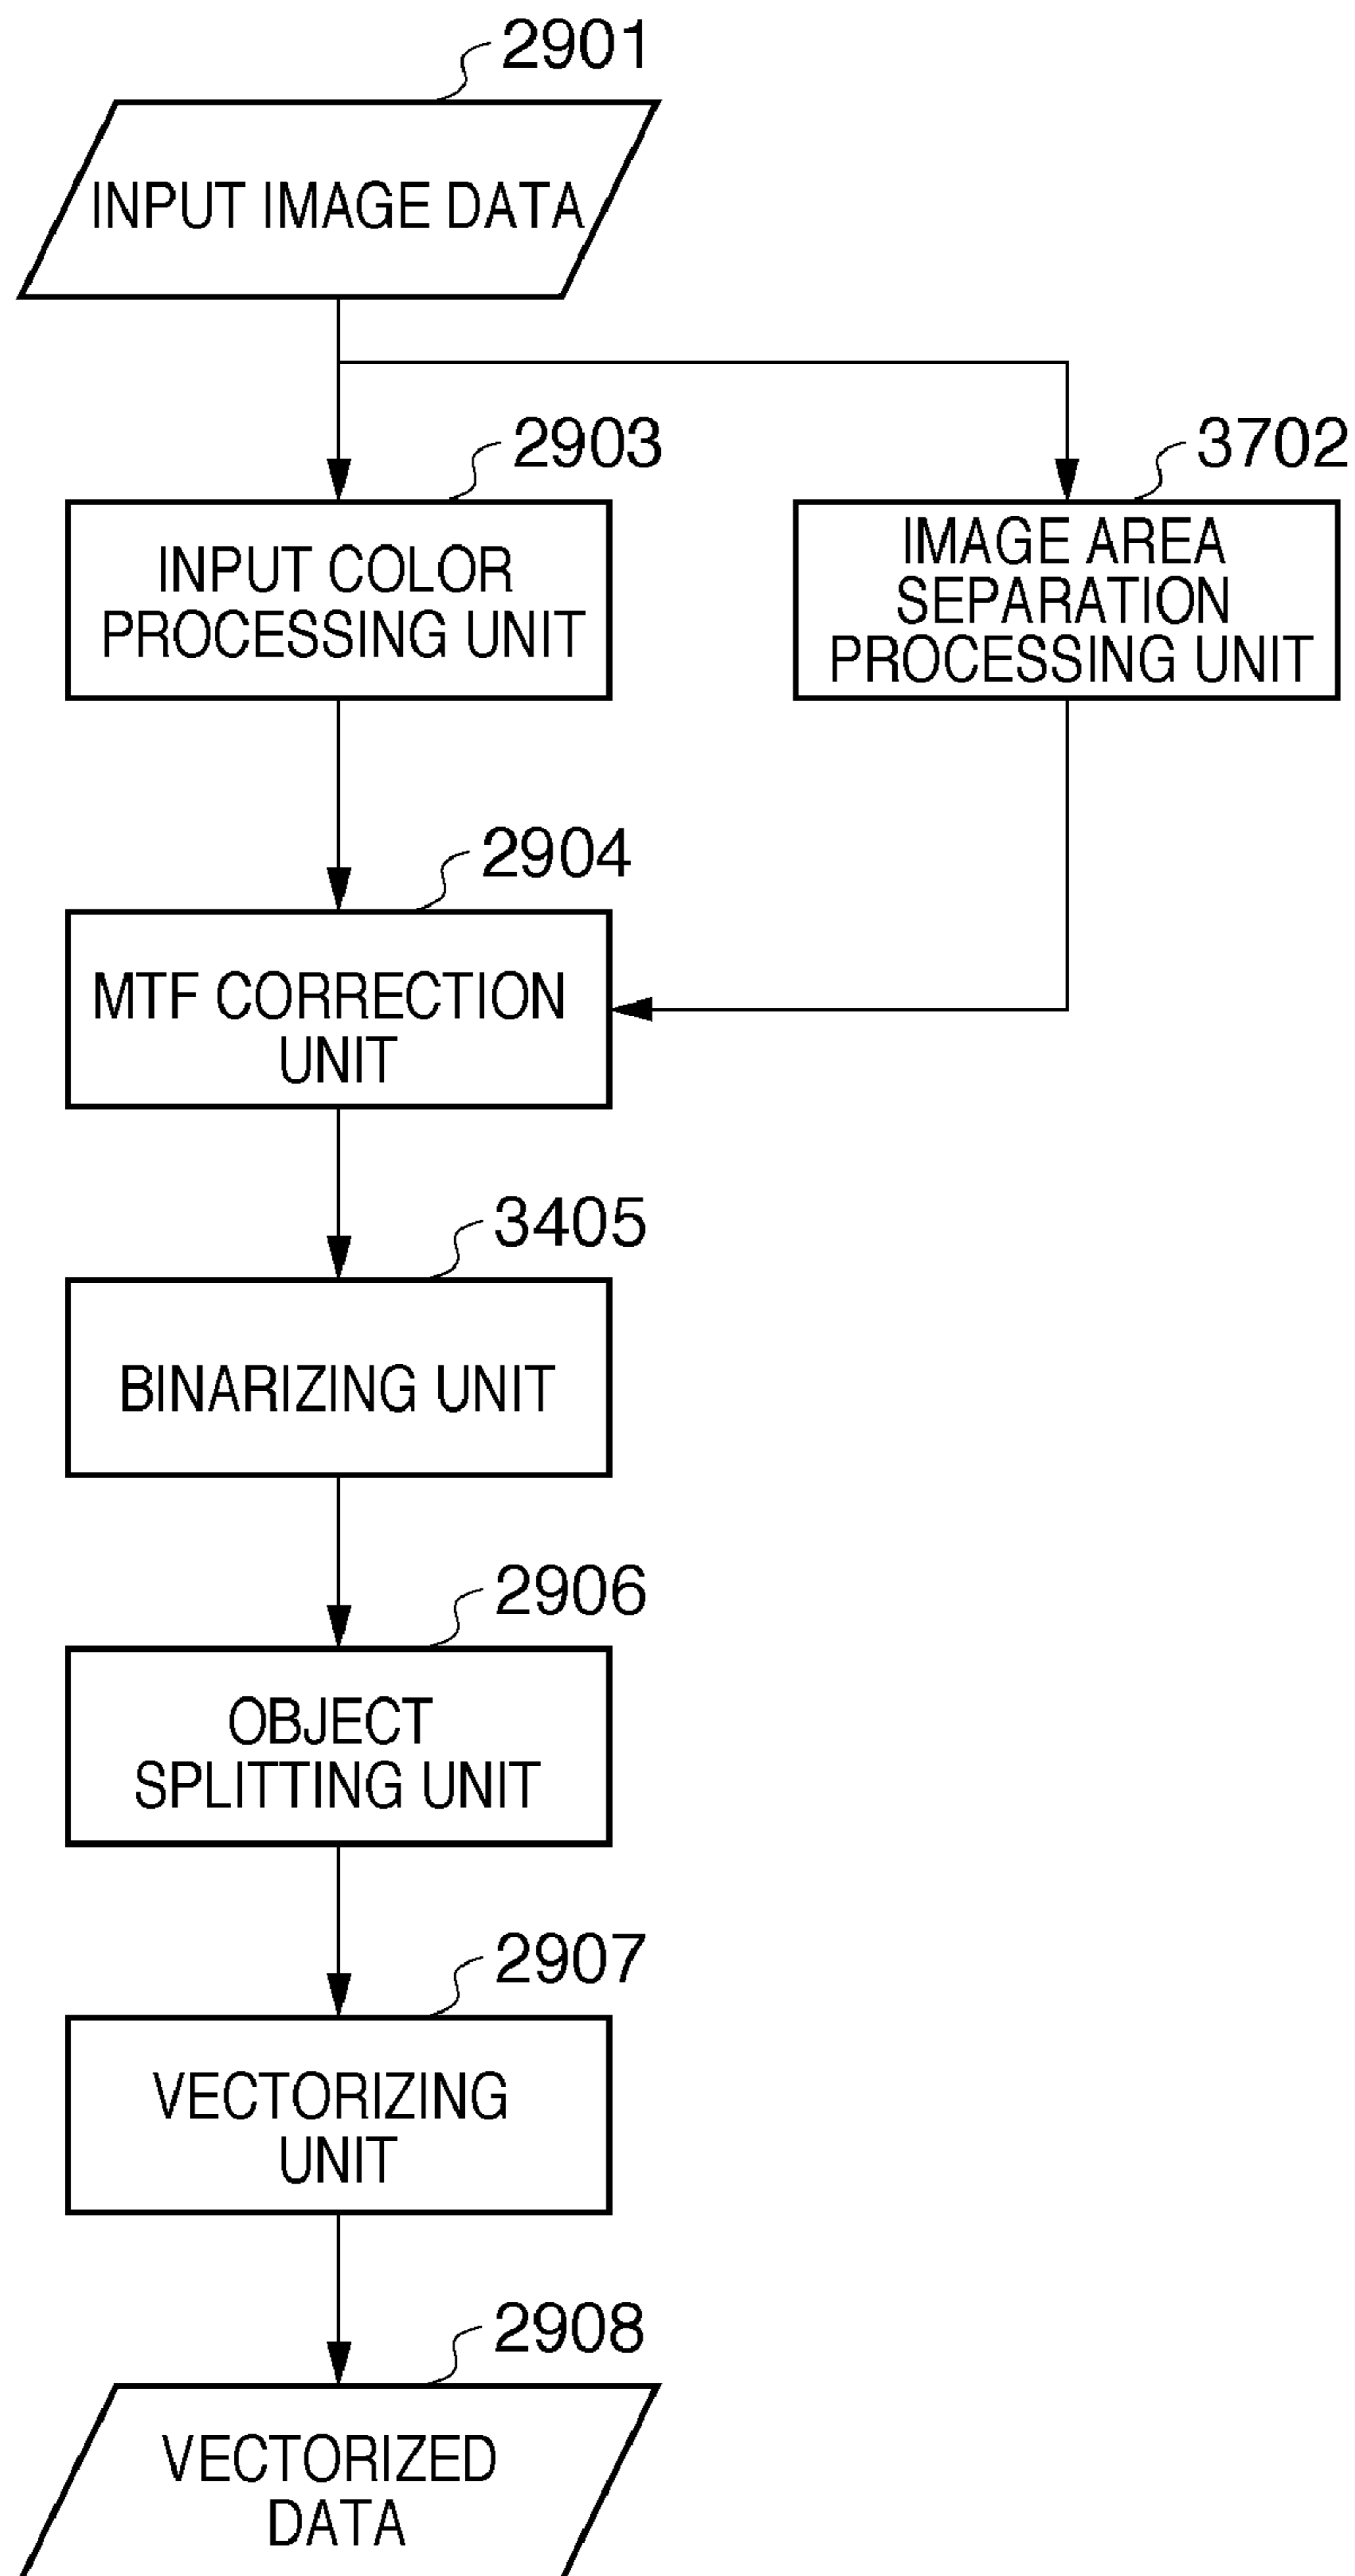 2901
INPUT IMAGE DATA
2903
INPUT COLOR
PROCESSING UNIT
3702
IMAGE AREA
SEPARATION
PROCESSING UNIT
2904
MTF CORRECTION
UNIT
3405
BINARIZING UNIT
2906
OBJECT
SPLITTING UNIT
2907
VECTORIZING
UNIT
2908
VECTORIZED
DATA